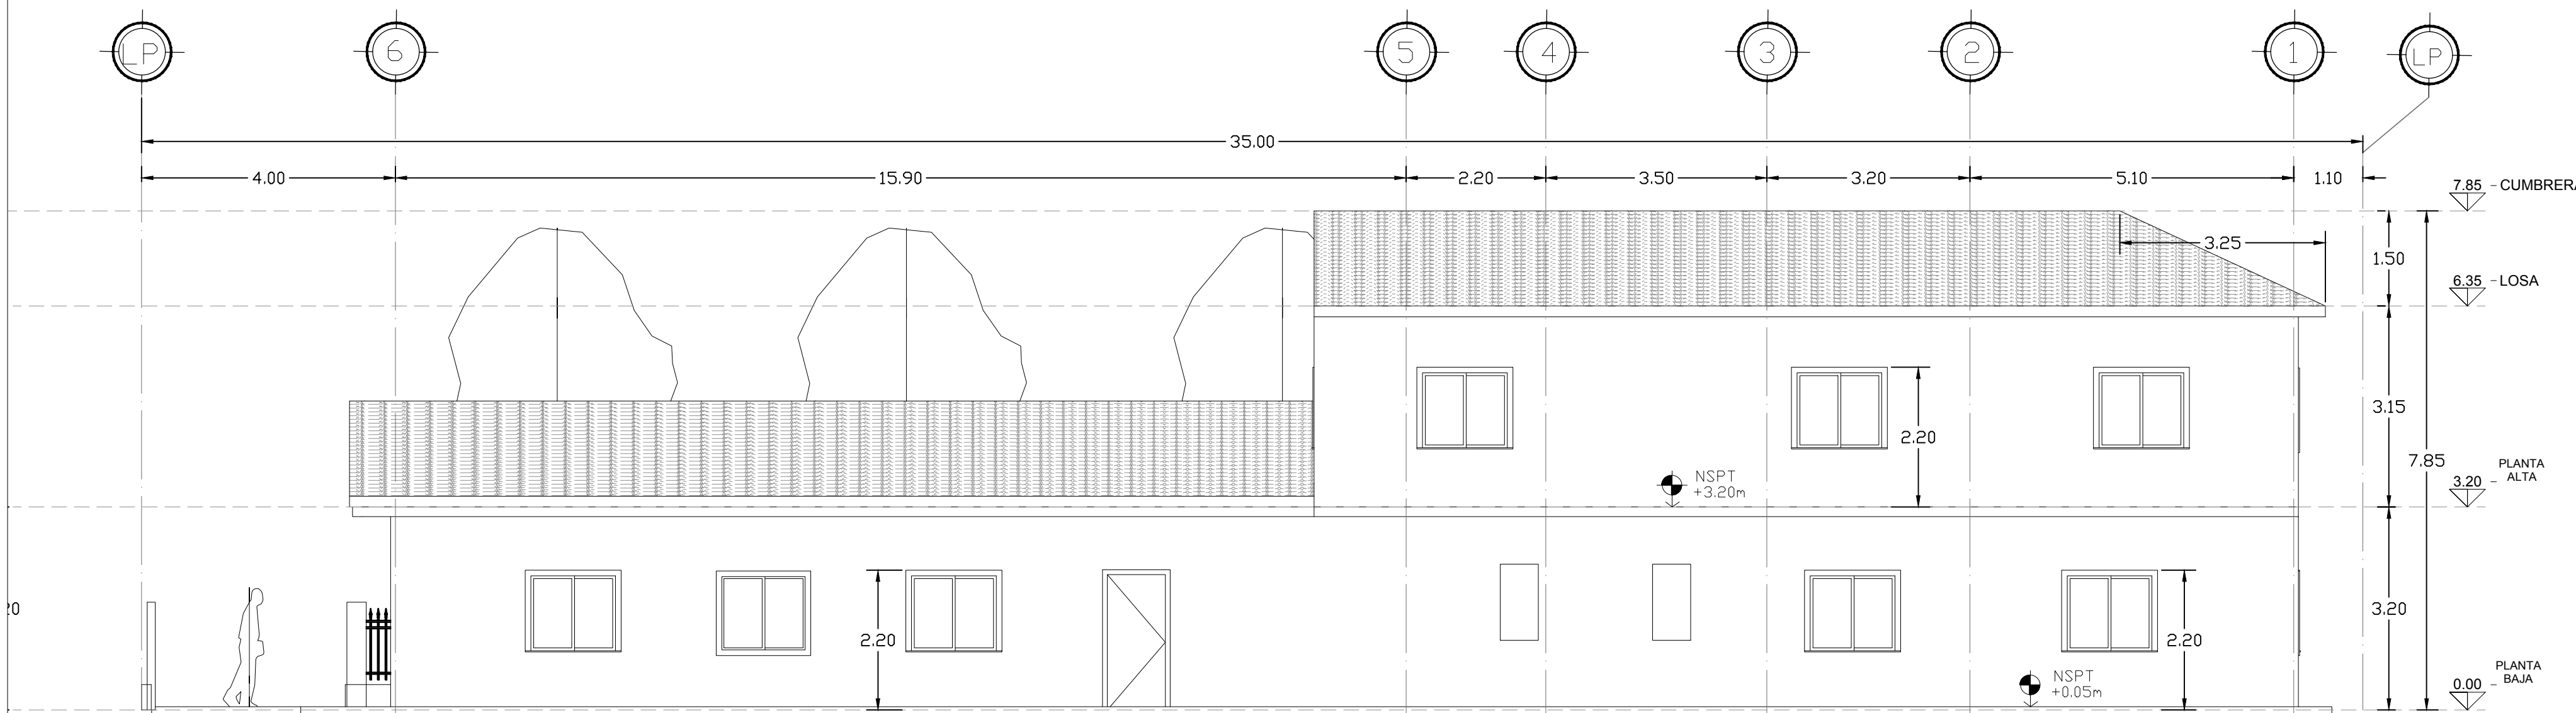 LP
6
5
4
3
2
1
LP
35.00
4.00
15.90
2.20
3.50
3.20
5.10
1.10
7.85 - CUMBRERA
3.25
1.50
6.35 - LOSA
3.15
2.20
7.85
PLANTA
3.20 - ALTA
NSPT
+3.20m
20
2.20
2.20
3.20
NSPT
+0.05m
PLANTA
0.00 - BAJA